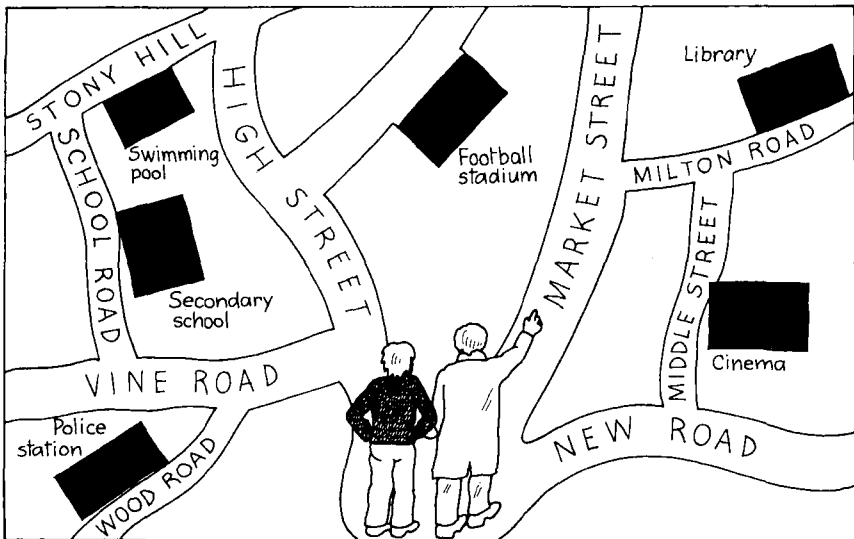 STONY HILL
Swimming
pool
SCHOOL ROAD
Secondary
school
HIGH STREET
Football
stadium
MARKET STREET
Library
MILTON ROAD
MIDDLE STREET
Cinema
VINE ROAD
Police
station
WOOD ROAD
NEW ROAD